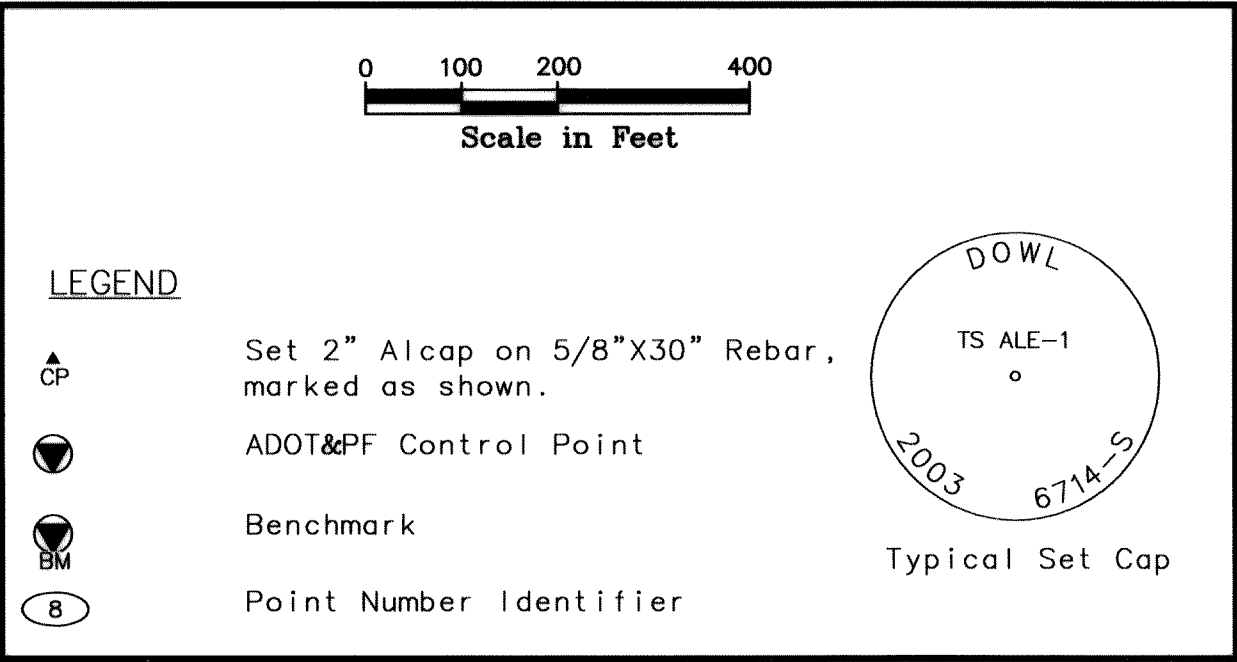 0 100 200 400
Scale in Feet
LEGEND
CP
Set 2" Alcap on 5/8"X30" Rebar,
marked as shown.
ADOT&PF Control Point
BM
Benchmark
8
Point Number Identifier
DOWL
TS ALE-1
2003
6714-S
Typical Set Cap